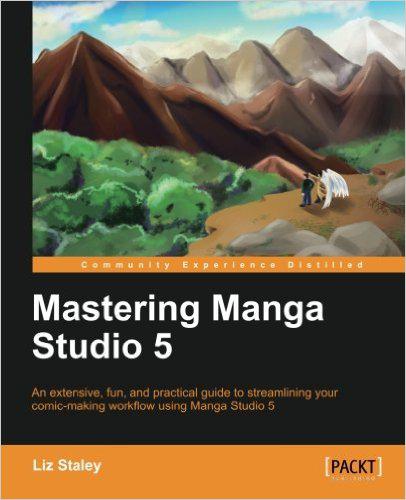 Community Experience Distilled
Mastering Manga
Studio 5
An extensive, fun, and practical guide to streamlining your
comic-making workflow using Manga Studio 5
Liz Staley
[PACKT]
PUBLISHING